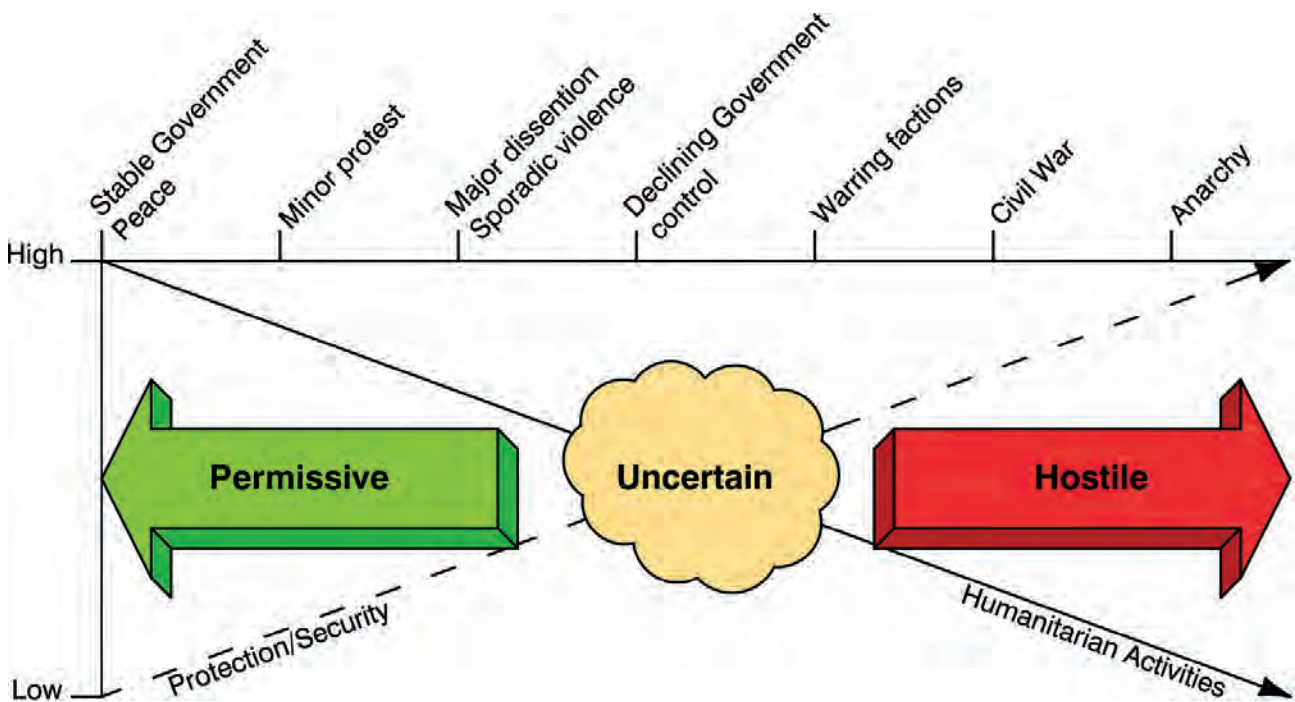 Stable Government
Peace
Minor protest
Major dissention
Sporadic violence
Declining Government
control
Warring factions
Civil War
Anarchy
High
Permissive
Uncertain
Hostile
Protection/Security
Humanitarian Activities
Low